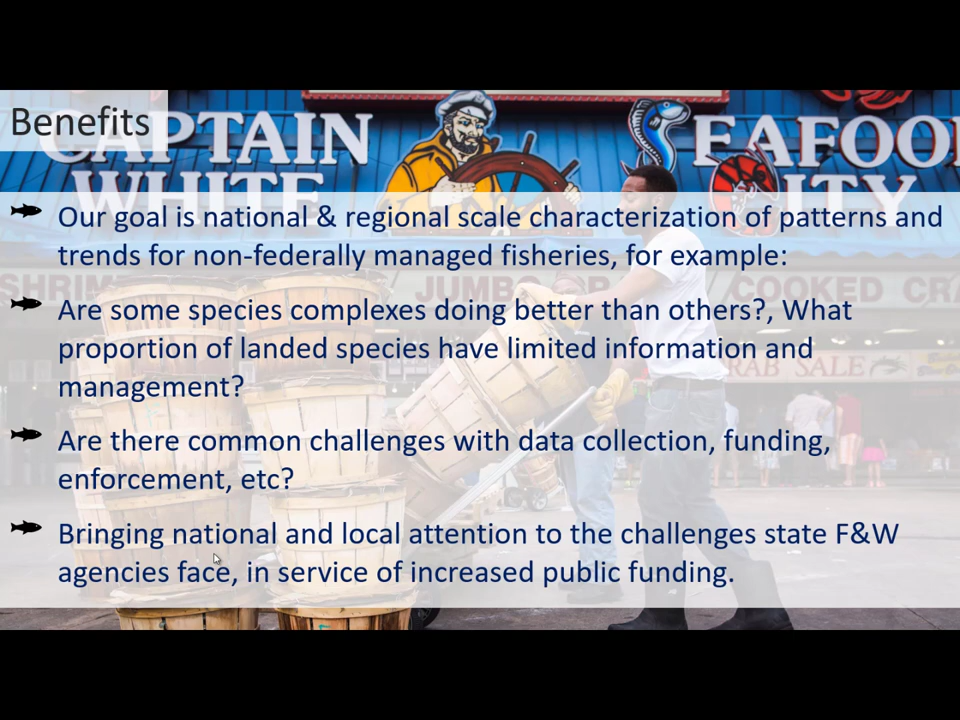 Benefits
CAPTAIN
WHITE
SEAFOOD
CITY
Our goal is national & regional scale characterization of patterns and
trends for non-federally managed fisheries, for example:
SHRIMP
JUMBO
COOKED CRA
Are some species complexes doing better than others?, What
proportion of landed species have limited information and
management?
CRAB SALE
Are there common challenges with data collection, funding,
enforcement, etc?
Bringing national and local attention to the challenges state F&W
agencies face, in service of increased public funding.